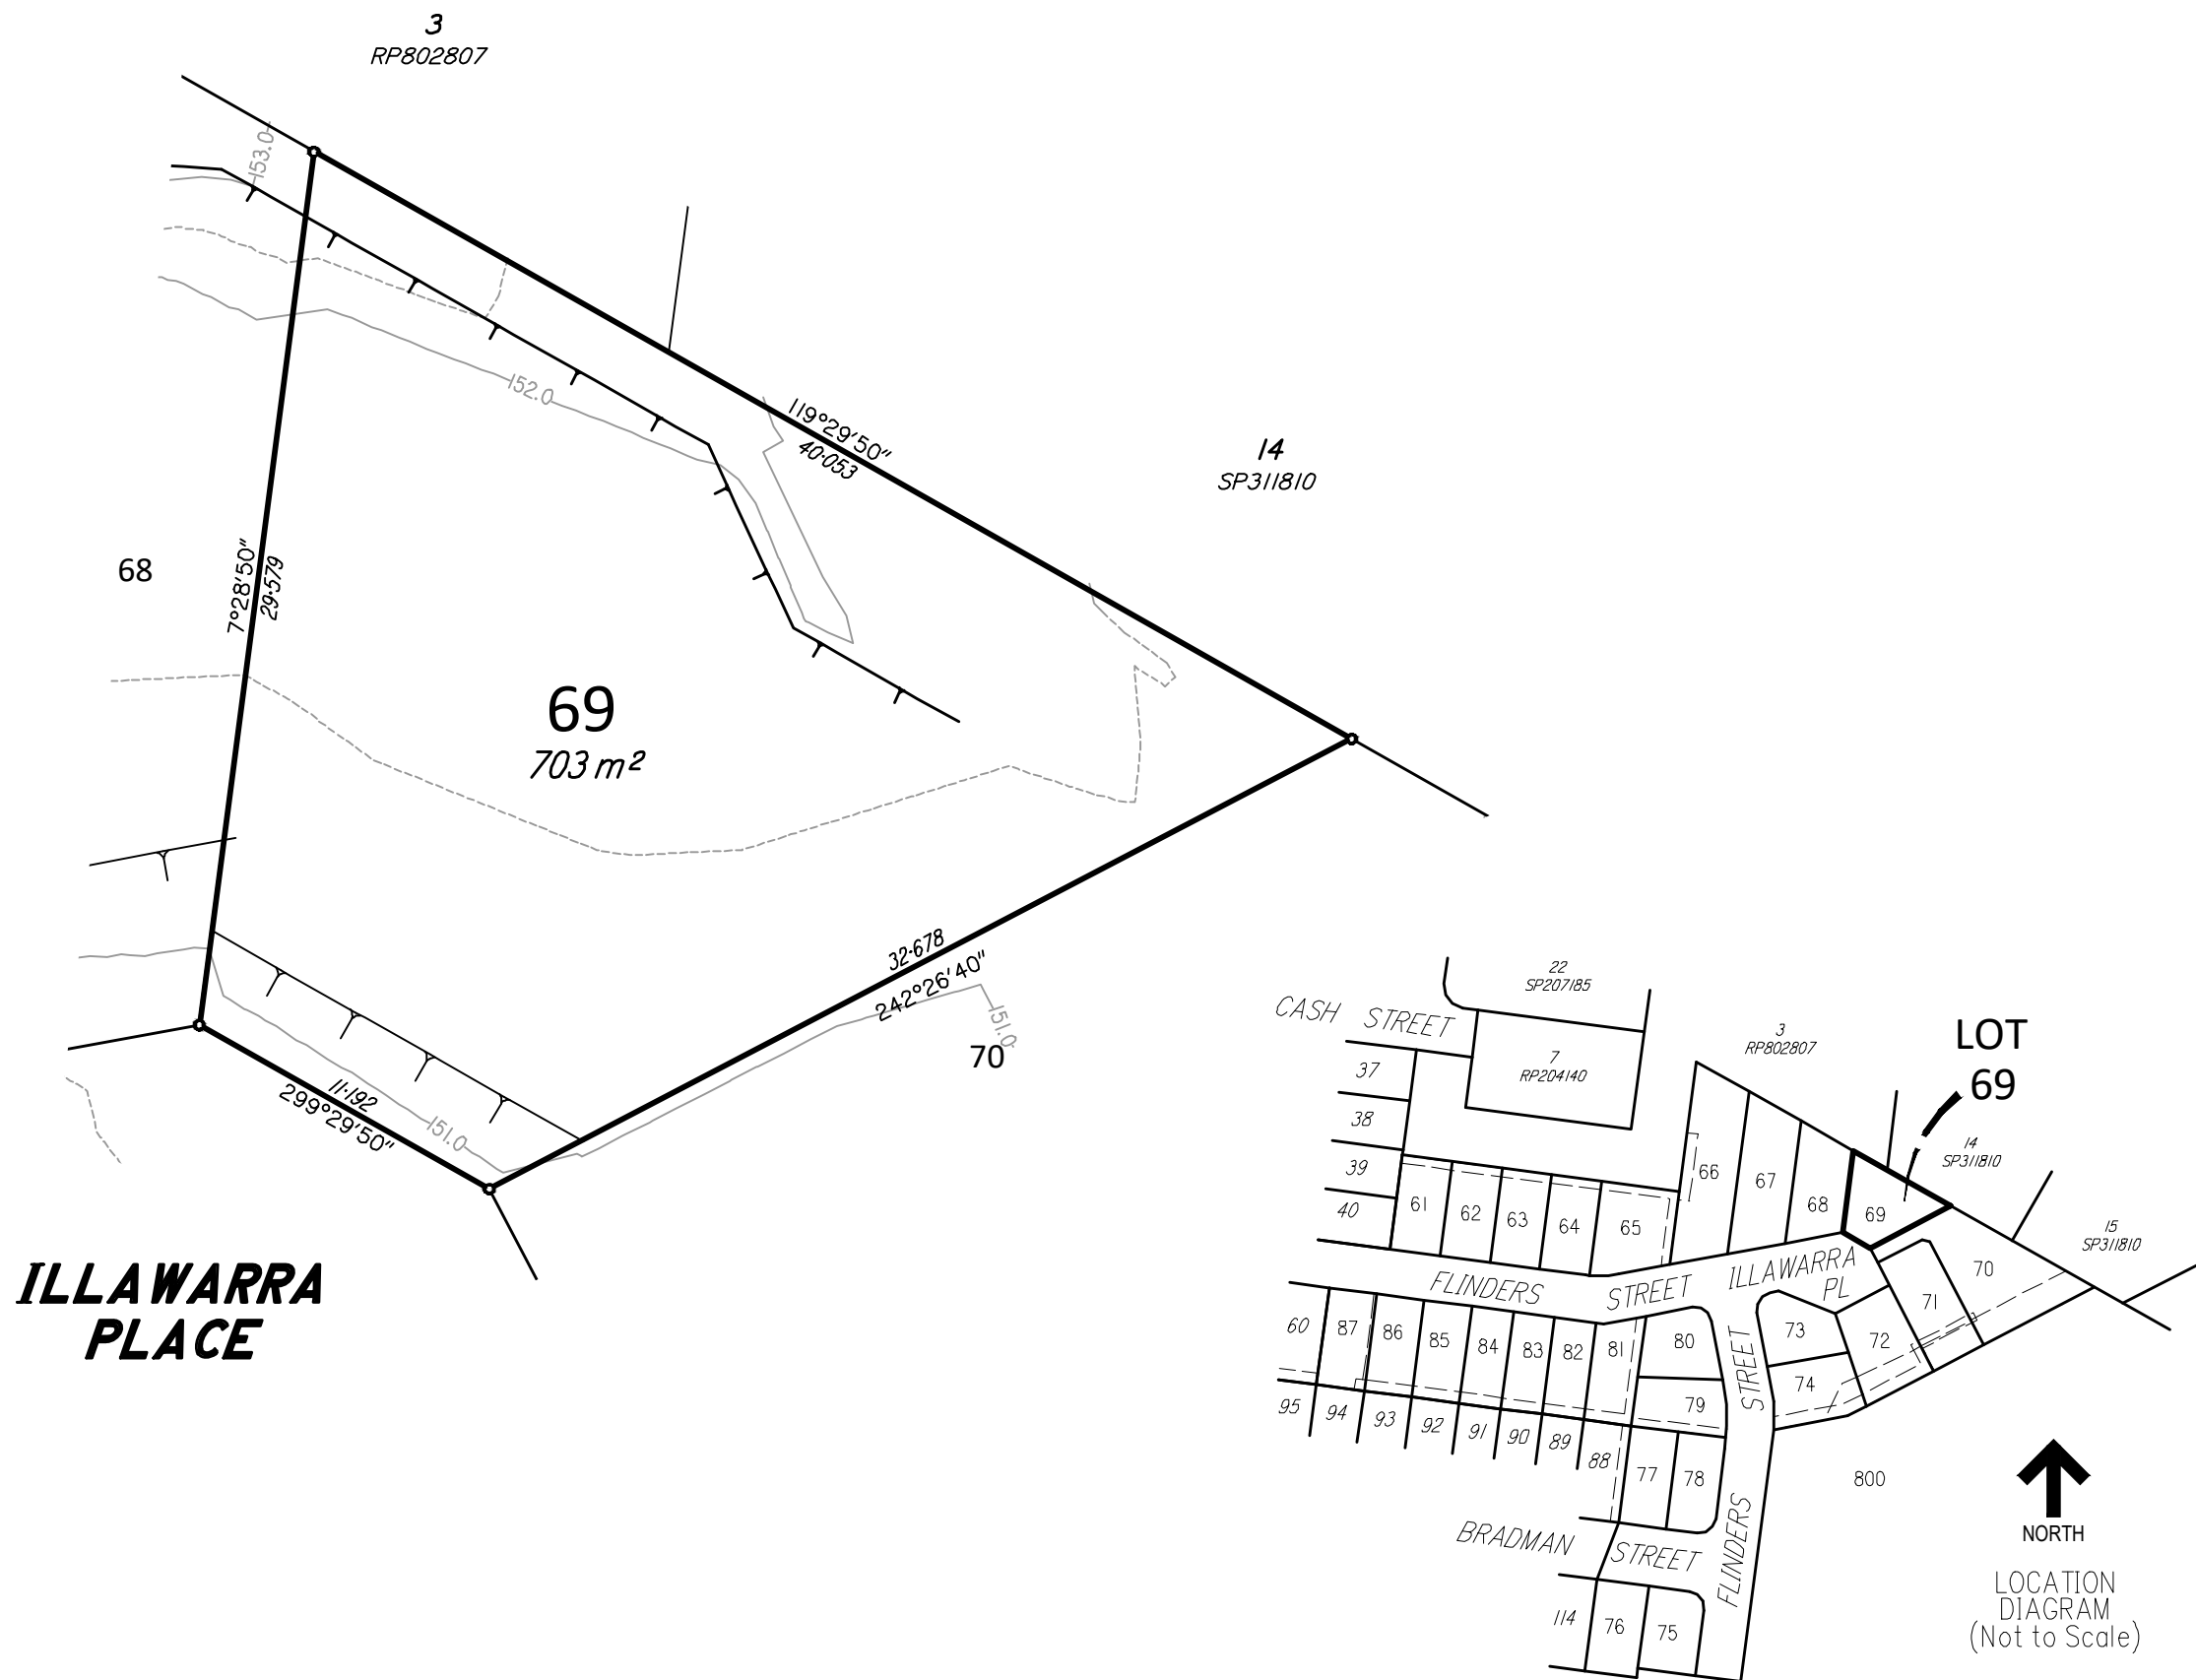 3
RP802807
153.0
152.0
119°29'50"
40·053
14
SP311810
68
7°28'50"
29·579
69
703 m²
32·678
242°26'40"
151.0
70
11·192
299°29'50"
151.0
ILLAWARRA
PLACE
22
SP207185
CASH STREET
7
RP204140
3
RP802807
LOT
69
14
SP311810
15
SP311810
37
38
39
40
61
62
63
64
65
66
67
68
69
70
71
72
73
74
FLINDERS STREET
ILLAWARRA
PL
60
87
86
85
84
83
82
81
80
79
STREET
FLINDERS
95
94
93
92
91
90
89
88
77
78
800
BRADMAN STREET
114
76
75
NORTH
LOCATION
DIAGRAM
(Not to Scale)